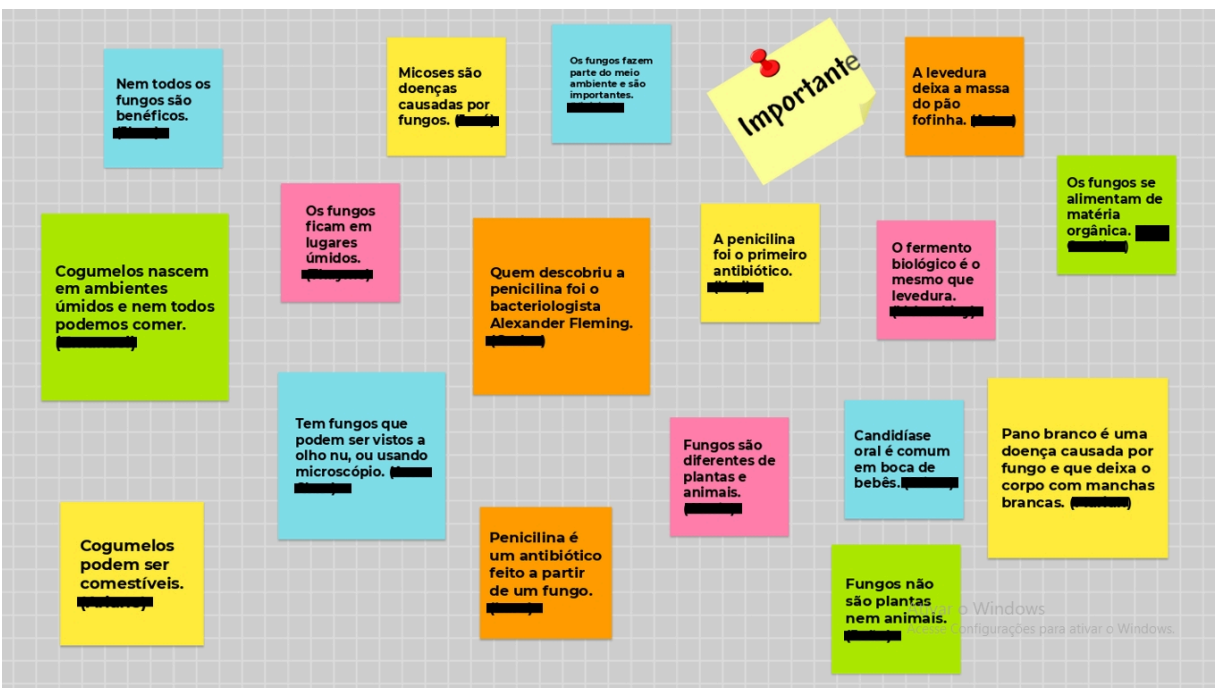 Nem todos os
fungos são
benéficos.
Micoses são
doenças
causadas por
fungos.
Os fungos fazem
parte do meio
ambiente e são
importantes.
Importante
A levedura
deixa a massa
do pão
fofinha.
Os fungos se
alimentam de
matéria
orgânica.
Cogumelos nascem
em ambientes
úmidos e nem todos
podemos comer.
Os fungos
ficam em
lugares
úmidos.
Quem descobriu a
penicilina foi o
bacteriologista
Alexander Fleming.
A penicilina
foi o primeiro
antibiótico.
O fermento
biológico é o
mesmo que
levedura.
Tem fungos que
podem ser vistos a
olho nu, ou usando
microscópio.
Fungos são
diferentes de
plantas e
animais.
Candidíase
oral é comum
em boca de
bebês.
Pano branco é uma
doença causada por
fungo e que deixa o
corpo com manchas
brancas.
Cogumelos
podem ser
comestíveis.
Penicilina é
um antibiótico
feito a partir
de um fungo.
Fungos não
são plantas
nem animais.
Ativar o Windows
Acesse Configurações para ativar o Windows.